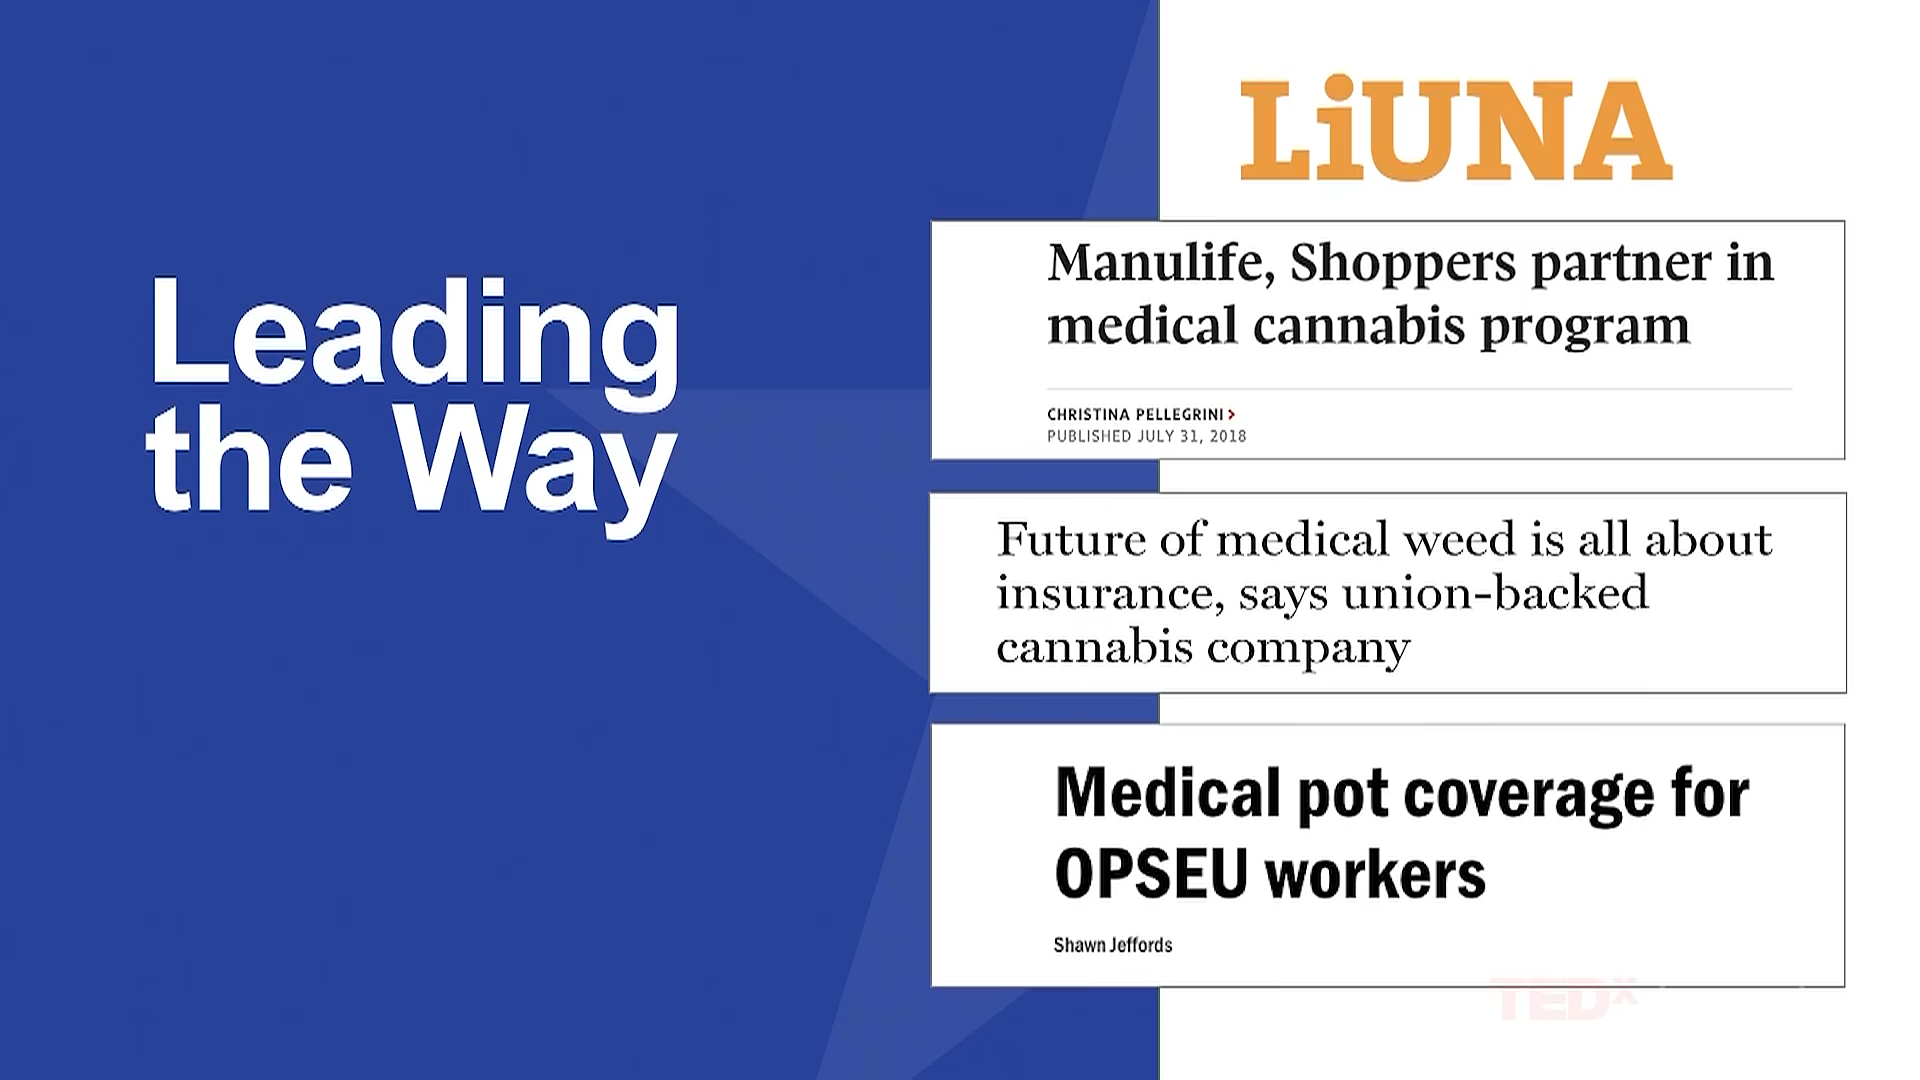 Leading
the Way
LiUNA
Manulife, Shoppers partner in
medical cannabis program
CHRISTINA PELLEGRINI >
PUBLISHED JULY 31, 2018
Future of medical weed is all about
insurance, says union-backed
cannabis company
Medical pot coverage for
OPSEU workers
Shawn Jeffords
TEDx